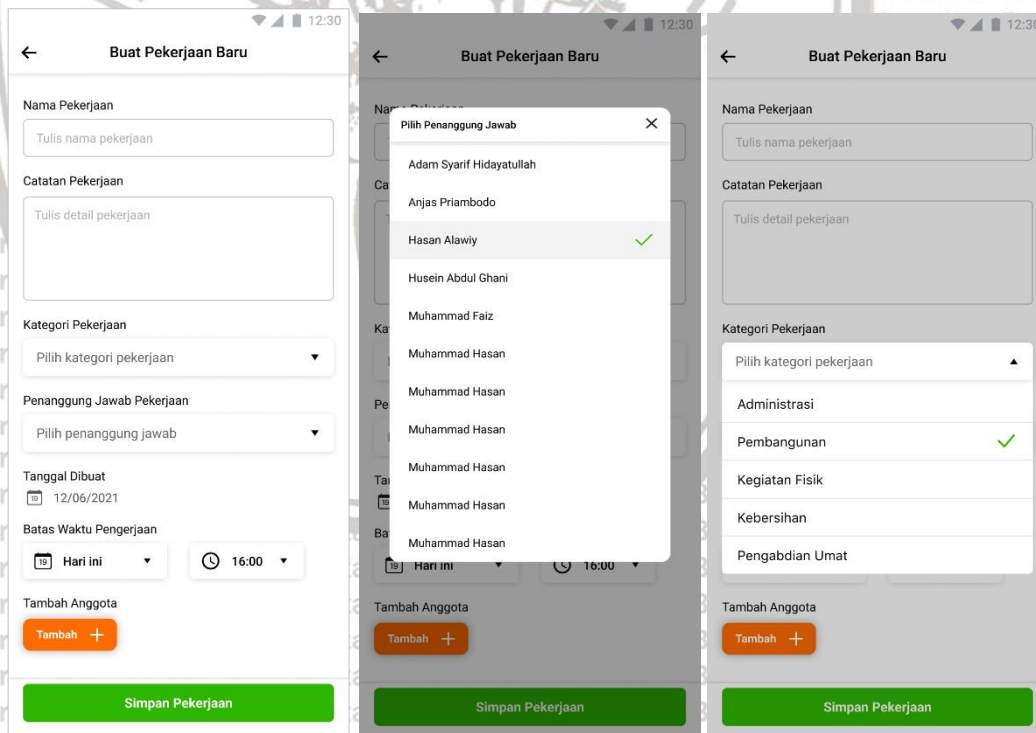 12:30
Buat Pekerjaan Baru
Nama Pekerjaan
Tulis nama pekerjaan
Catatan Pekerjaan
Tulis detail pekerjaan
Kategori Pekerjaan
Pilih kategori pekerjaan
Penanggung Jawab Pekerjaan
Pilih penanggung jawab
Tanggal Dibuat
19 12/06/2021
Batas Waktu Pengerjaan
19 Hari ini 16:00
Tambah Anggota
Tambah +
Simpan Pekerjaan
12:30
Buat Pekerjaan Baru
Pilih Penanggung Jawab
Adam Syarif Hidayatullah
Anjas Priambodo
Hasan Alawiy
Husein Abdul Ghani
Muhammad Faiz
Muhammad Hasan
Muhammad Hasan
Muhammad Hasan
Muhammad Hasan
Muhammad Hasan
Muhammad Hasan
19 Hari ini 16:00
Tambah Anggota
Tambah +
Simpan Pekerjaan
12:30
Buat Pekerjaan Baru
Nama Pekerjaan
Tulis nama pekerjaan
Catatan Pekerjaan
Tulis detail pekerjaan
Kategori Pekerjaan
Pilih kategori pekerjaan
Administrasi
Pembangunan
Kegiatan Fisik
Kebersihan
Pengabdian Umat
Tambah Anggota
Tambah +
Simpan Pekerjaan